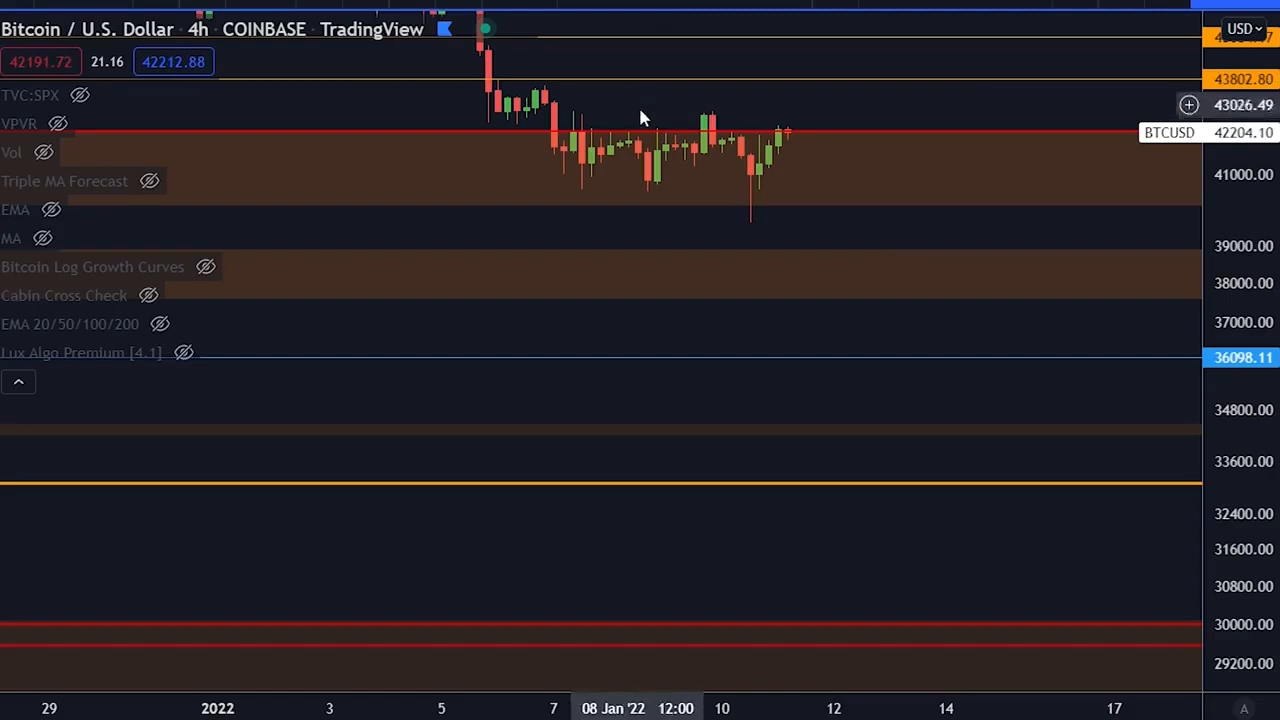 Bitcoin / U.S. Dollar · 4h · COINBASE · TradingView
USD
42191.72 21.16 42212.88
43802.80
TVC:SPX
43026.49
VPVR
BTCUSD 42204.10
Vol
41000.00
Triple MA Forecast
EMA
MA
39000.00
Bitcoin Log Growth Curves
38000.00
Cabin Cross Check
EMA 20/50/100/200
37000.00
Lux Algo Premium [4.1]
36098.11
34800.00
33600.00
32400.00
31600.00
30800.00
30000.00
29200.00
29 2022 3 5 7 08 Jan '22 12:00 10 12 14 17 A